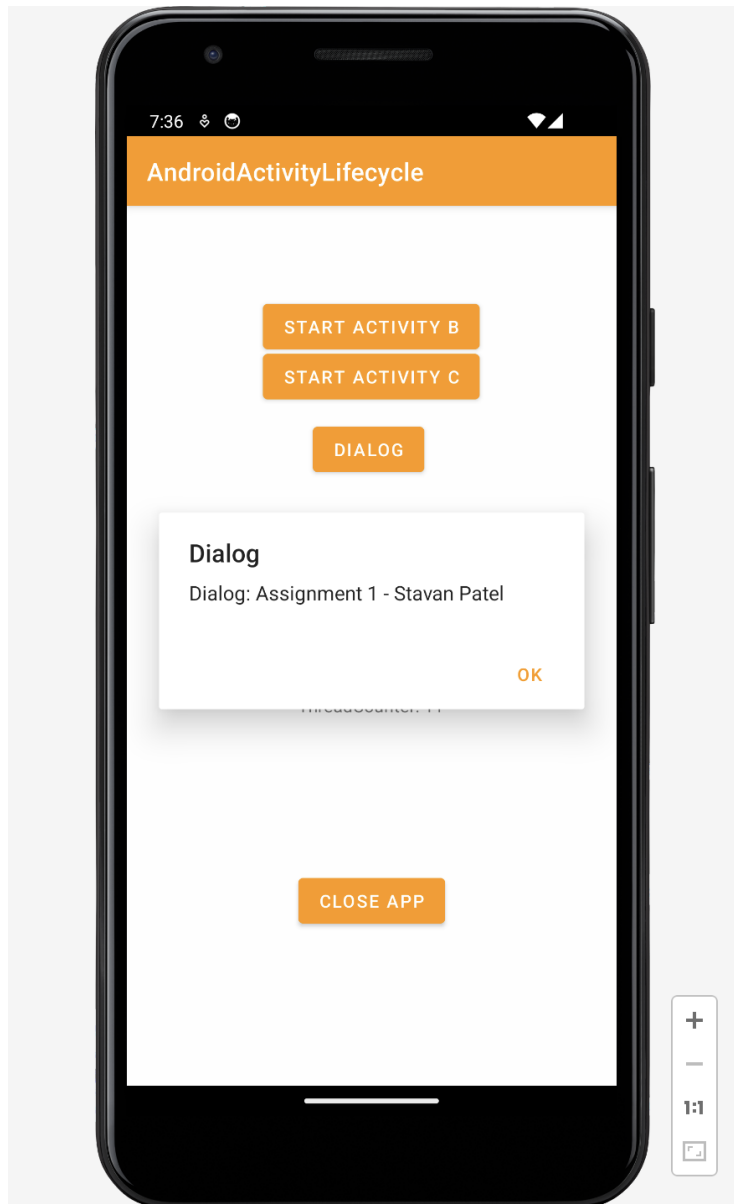 7:36
AndroidActivityLifecycle
START ACTIVITY B
START ACTIVITY C
DIALOG
Dialog
Dialog: Assignment 1 - Stavan Patel
OK
CLOSE APP
1:1